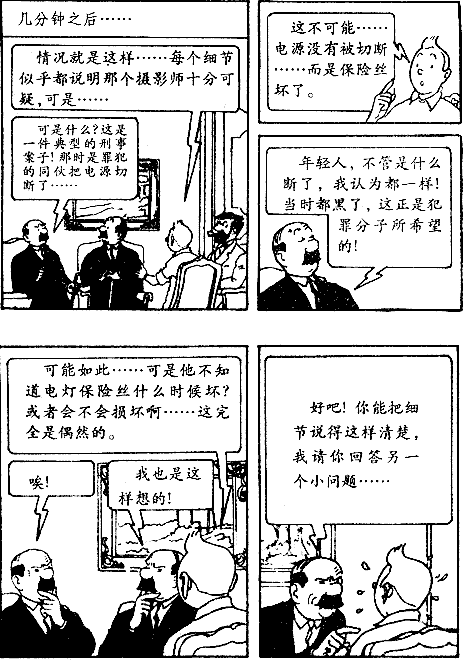 几分钟之后……
情况就是这样……每个细节
似乎都说明那个摄影师十分可
疑,可是……
可是什么?这是
一件典型的刑事
案子!那时是罪犯
的同伙把电源切
断了……
这不可能……
电源没有被切断
……而是保险丝
坏了。
年轻人,不管是什么
断了,我认为都一样!
当时都黑了,这正是犯
罪分子所希望
的!
可能如此……可是他不知
道电灯保险丝什么时候坏?
或者会不会损坏啊……这完
全是偶然的。
唉!
我也是这
样想的!
好吧!你能把细
节说得这样清楚,
我请你回答另一
个小问题……